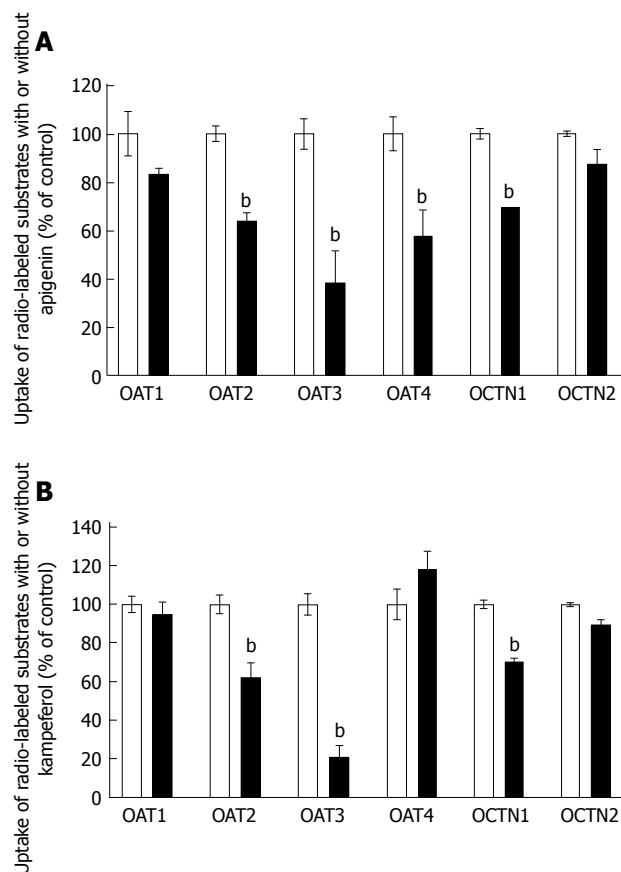 A
Uptake of radio-labeled substrates with or without
apigenin (% of control)
120
100
80
60
40
20
0
b
b
b
b
OAT1 OAT2 OAT3 OAT4 OCTN1 OCTN2
B
Uptake of radio-labeled substrates with or without
kampeferol (% of control)
140
120
100
80
60
40
20
0
b
b
b
OAT1 OAT2 OAT3 OAT4 OCTN1 OCTN2